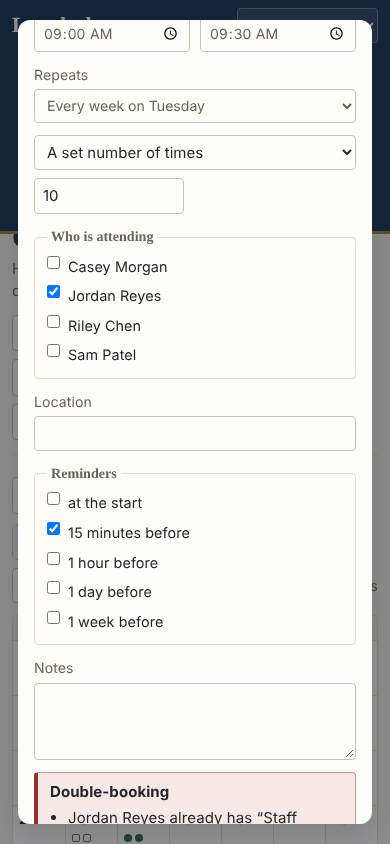 09:00 AM
09:30 AM
Repeats
Every week on Tuesday
A set number of times
10
Who is attending
Casey Morgan
Jordan Reyes
Riley Chen
Sam Patel
Location
Reminders
at the start
15 minutes before
1 hour before
1 day before
1 week before
Notes
Double-booking
• Jordan Reyes already has “Staff